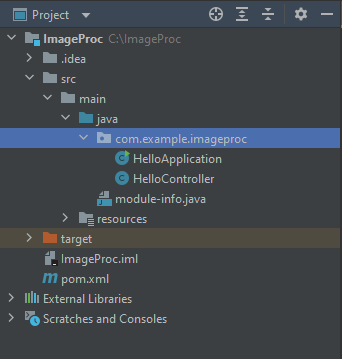 Project
ImageProc C:\ImageProc
.idea
src
main
java
com.example.imageproc
HelloApplication
HelloController
module-info.java
resources
target
ImageProc.iml
m pom.xml
External Libraries
Scratches and Consoles